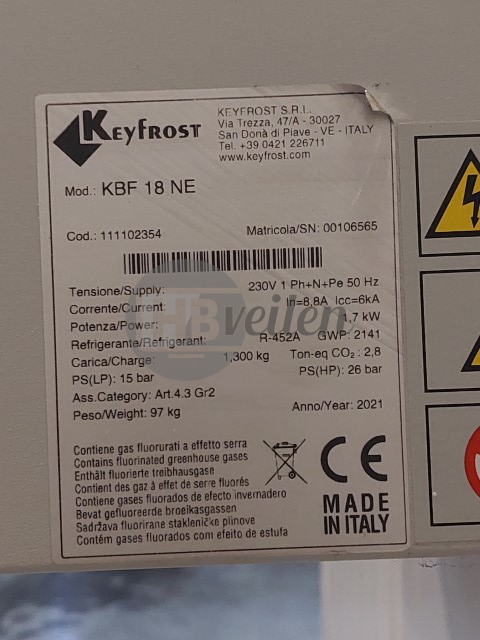 KEYFROST
KEYFROST S.R.L.
Via Trezza, 47/A - 30027
San Donà di Piave - VE - ITALY
Tel. +39 0421 226711
www.keyfrost.com
Mod.: KBF 18 NE
Cod.: 111102354 Matricola/SN: 00106565
Tensione/Supply: 230V 1 Ph+N+Pe 50 Hz
Corrente/Current: In=8,8A Icc=6kA
Potenza/Power: 1,7 kW
Refrigerante/Refrigerant: R-452A GWP: 2141
Carica/Charge: 1,300 kg Ton-eq CO2: 2,8
PS(LP): 15 bar PS(HP): 26 bar
Ass.Category: Art.4.3 Gr2
Peso/Weight: 97 kg Anno/Year: 2021
HBveilen
Contiene gas fluorurati a effetto serra
Contains fluorinated greenhouse gases
Enthält fluorierte treibhausgase
Contient des gaz à effet de serre fluorés
Contiene gases fluorados de efecto invernadero
Bevat gefluoreerde broeikasgassen
Sadržava fluorirane stakleničke plinove
Contém gases fluorados com efeito de estufa
CE
MADE
IN ITALY